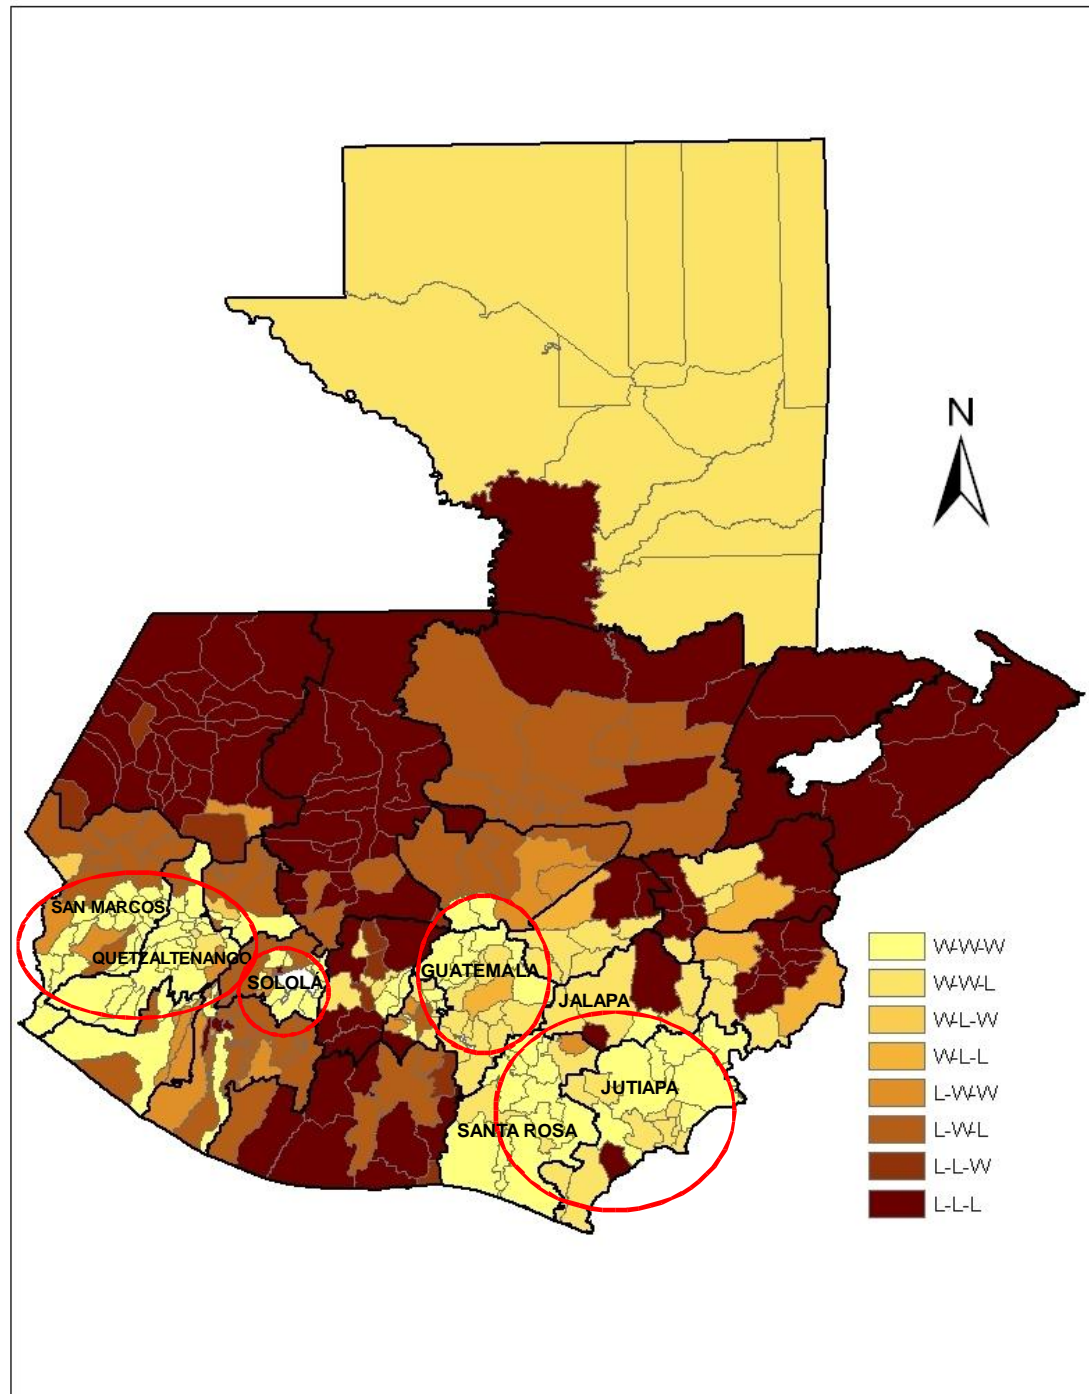 N
SAN MARCOS
QUETZALTENANGO
SOLOLA
GUATEMALA
JALAPA
JUTIAPA
SANTA ROSA
W-W-W
W-W-L
W-L-W
W-L-L
L-W-W
L-W-L
L-L-W
L-L-L